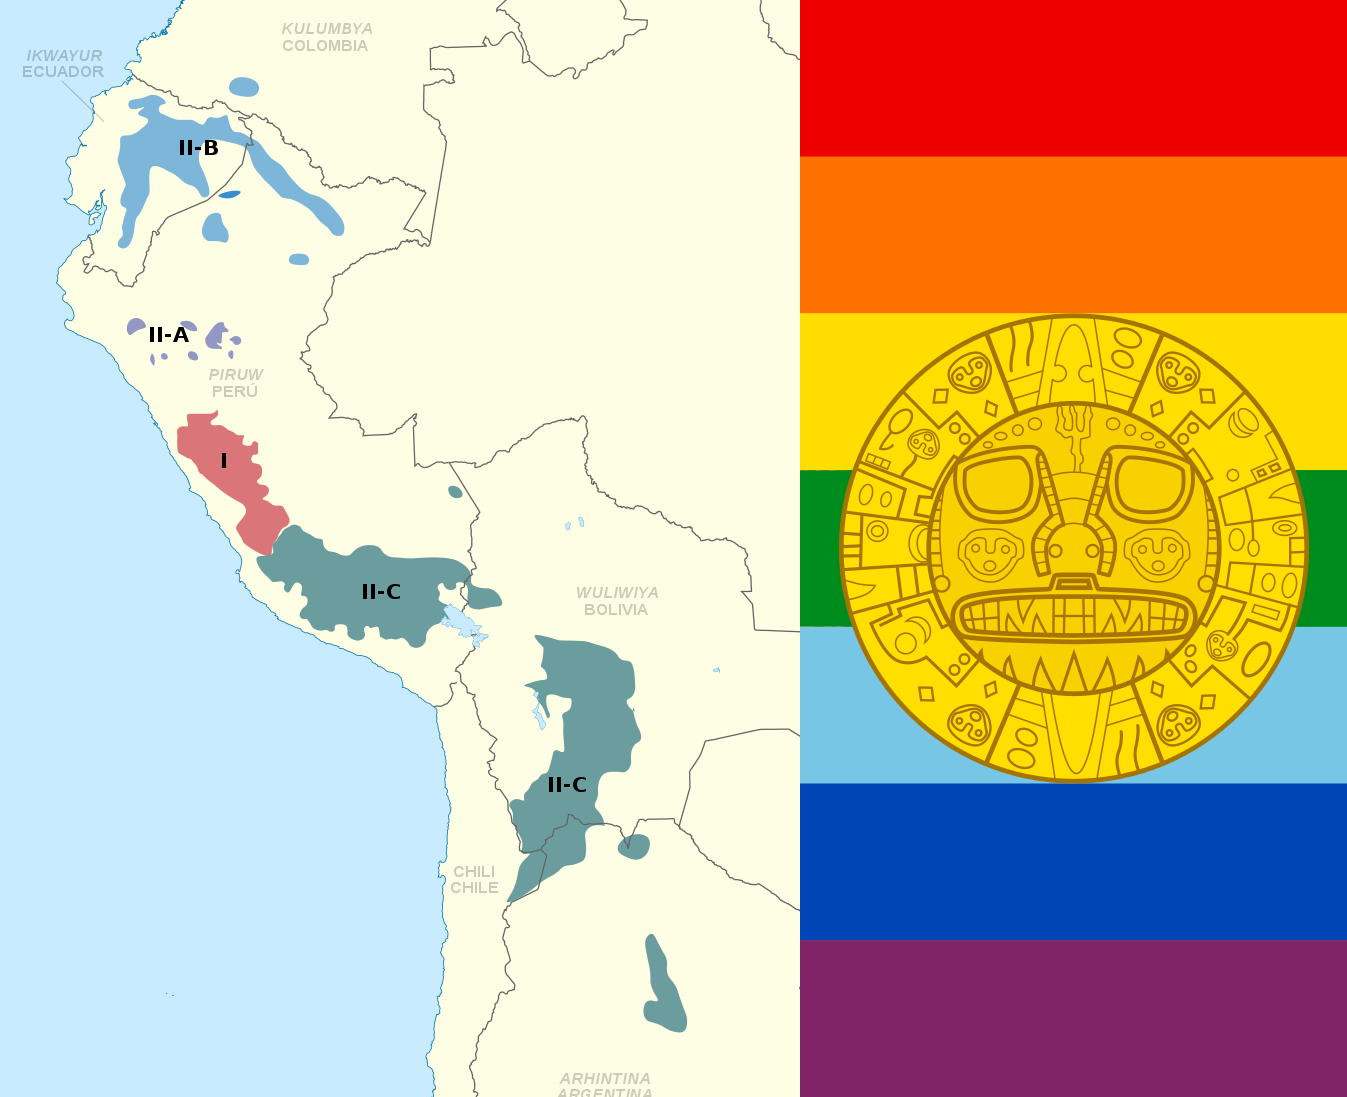 KULUMBYA
COLOMBIA
IKWAYUR
ECUADOR
II-B
II-A
PIRUW
PERÚ
I
II-C
WULIWIYA
BOLIVIA
II-C
CHILI
CHILE
ARHINTINA
ARGENTINA